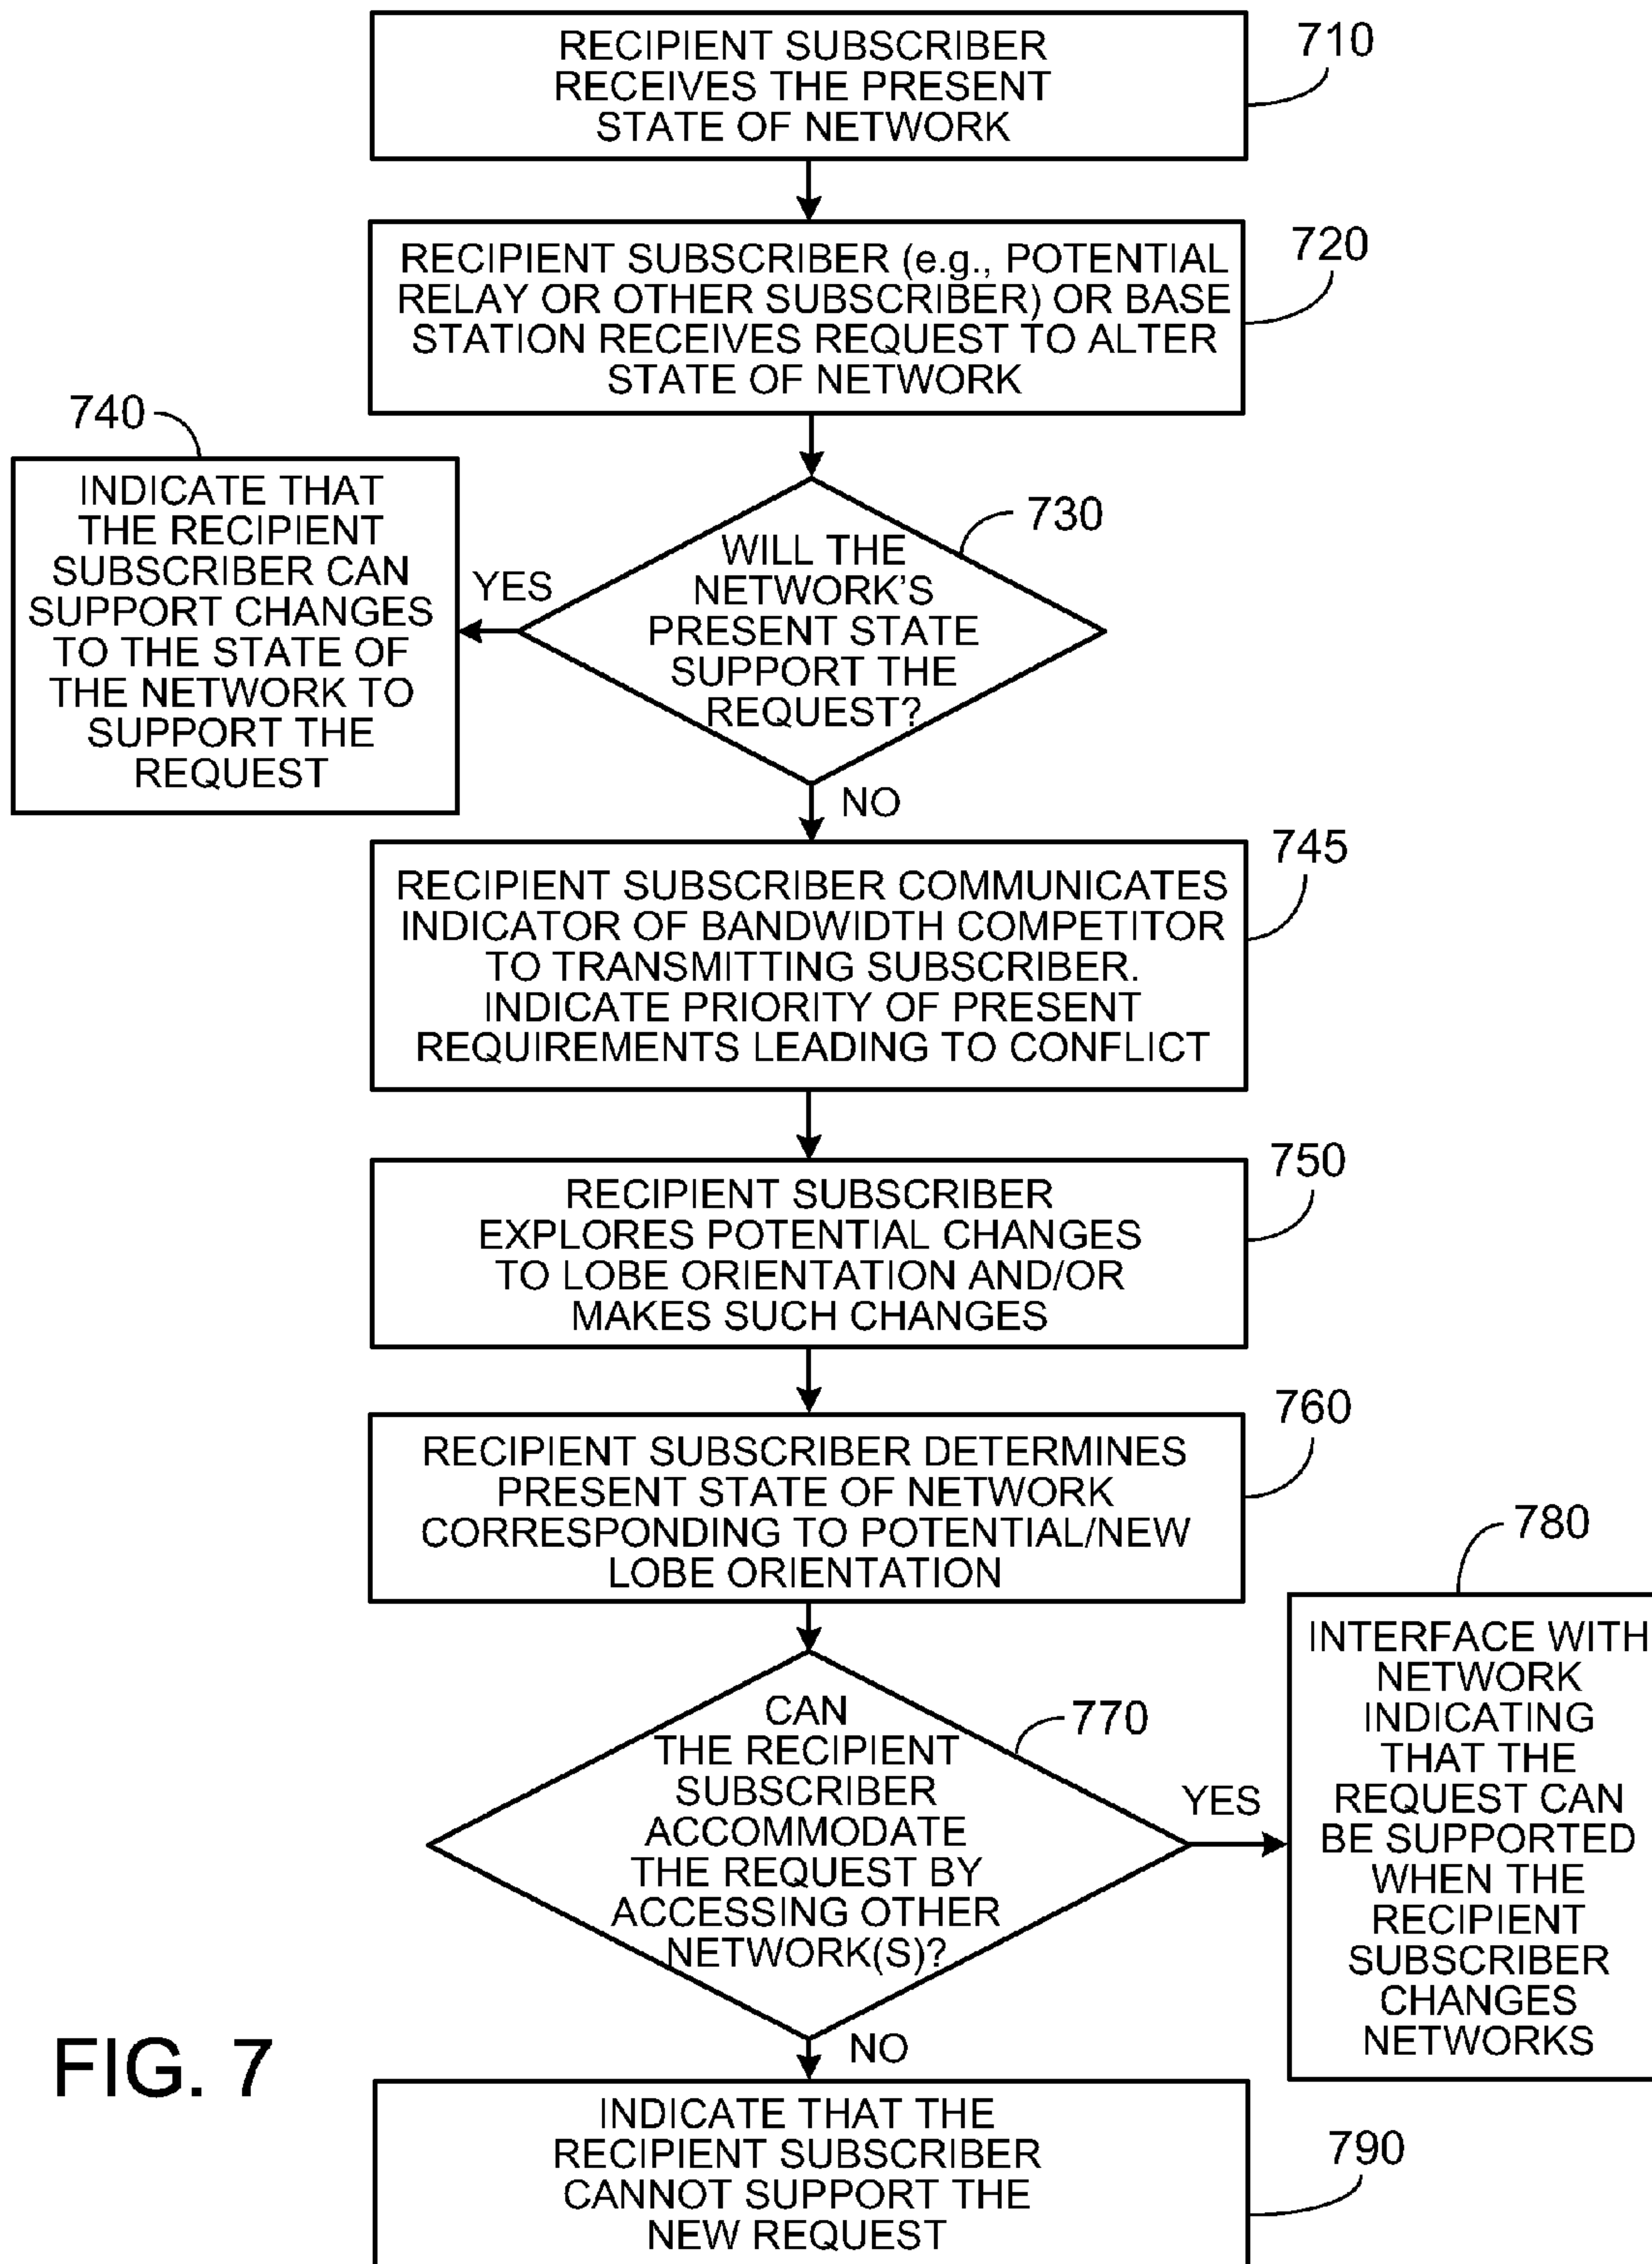 RECIPIENT SUBSCRIBER
RECEIVES THE PRESENT
STATE OF NETWORK
710
RECIPIENT SUBSCRIBER (e.g., POTENTIAL
RELAY OR OTHER SUBSCRIBER) OR BASE
STATION RECEIVES REQUEST TO ALTER
STATE OF NETWORK
720
740
INDICATE THAT
THE RECIPIENT
SUBSCRIBER CAN
SUPPORT CHANGES
TO THE STATE OF
THE NETWORK TO
SUPPORT THE
REQUEST
YES
WILL THE
NETWORK'S
PRESENT STATE
SUPPORT THE
REQUEST?
730
NO
RECIPIENT SUBSCRIBER COMMUNICATES
INDICATOR OF BANDWIDTH COMPETITOR
TO TRANSMITTING SUBSCRIBER.
INDICATE PRIORITY OF PRESENT
REQUIREMENTS LEADING TO CONFLICT
745
RECIPIENT SUBSCRIBER
EXPLORES POTENTIAL CHANGES
TO LOBE ORIENTATION AND/OR
MAKES SUCH CHANGES
750
RECIPIENT SUBSCRIBER DETERMINES
PRESENT STATE OF NETWORK
CORRESPONDING TO POTENTIAL/NEW
LOBE ORIENTATION
760
CAN
THE RECIPIENT
SUBSCRIBER
ACCOMMODATE
THE REQUEST BY
ACCESSING OTHER
NETWORK(S)?
770
YES
780
INTERFACE WITH
NETWORK
INDICATING
THAT THE
REQUEST CAN
BE SUPPORTED
WHEN THE
RECIPIENT
SUBSCRIBER
CHANGES
NETWORKS
NO
INDICATE THAT THE
RECIPIENT SUBSCRIBER
CANNOT SUPPORT THE
NEW REQUEST
790
FIG. 7